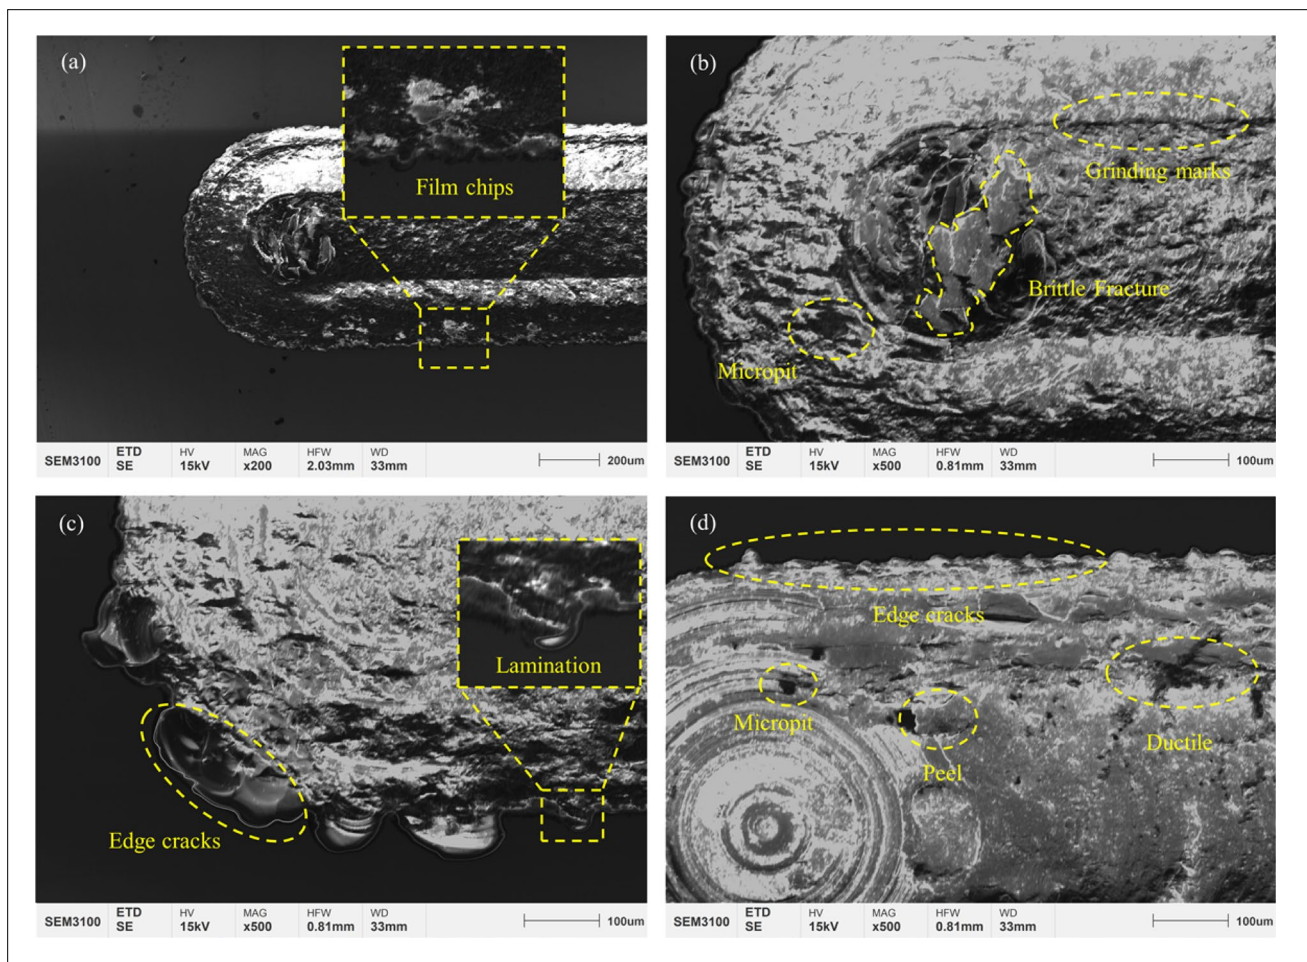 (a)
Film chips
SEM3100 ETD SE HV 15kV MAG x200 HFW 2.03mm WD 33mm 200um
(b)
Grinding marks
Brittle Fracture
Micropit
SEM3100 ETD SE HV 15kV MAG x500 HFW 0.81mm WD 33mm 100um
(c)
Lamination
Edge cracks
SEM3100 ETD SE HV 15kV MAG x500 HFW 0.81mm WD 33mm 100um
(d)
Edge cracks
Micropit
Ductile
Peel
SEM3100 ETD SE HV 15kV MAG x500 HFW 0.81mm WD 33mm 100um